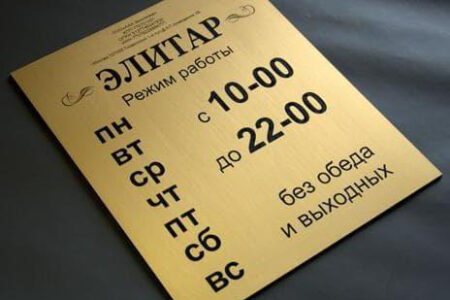 ЭЛИТАР
Режим работы
пн
вт
ср
чт
пт
сб
вс
с 10-00
до 22-00
без обеда
и выходных